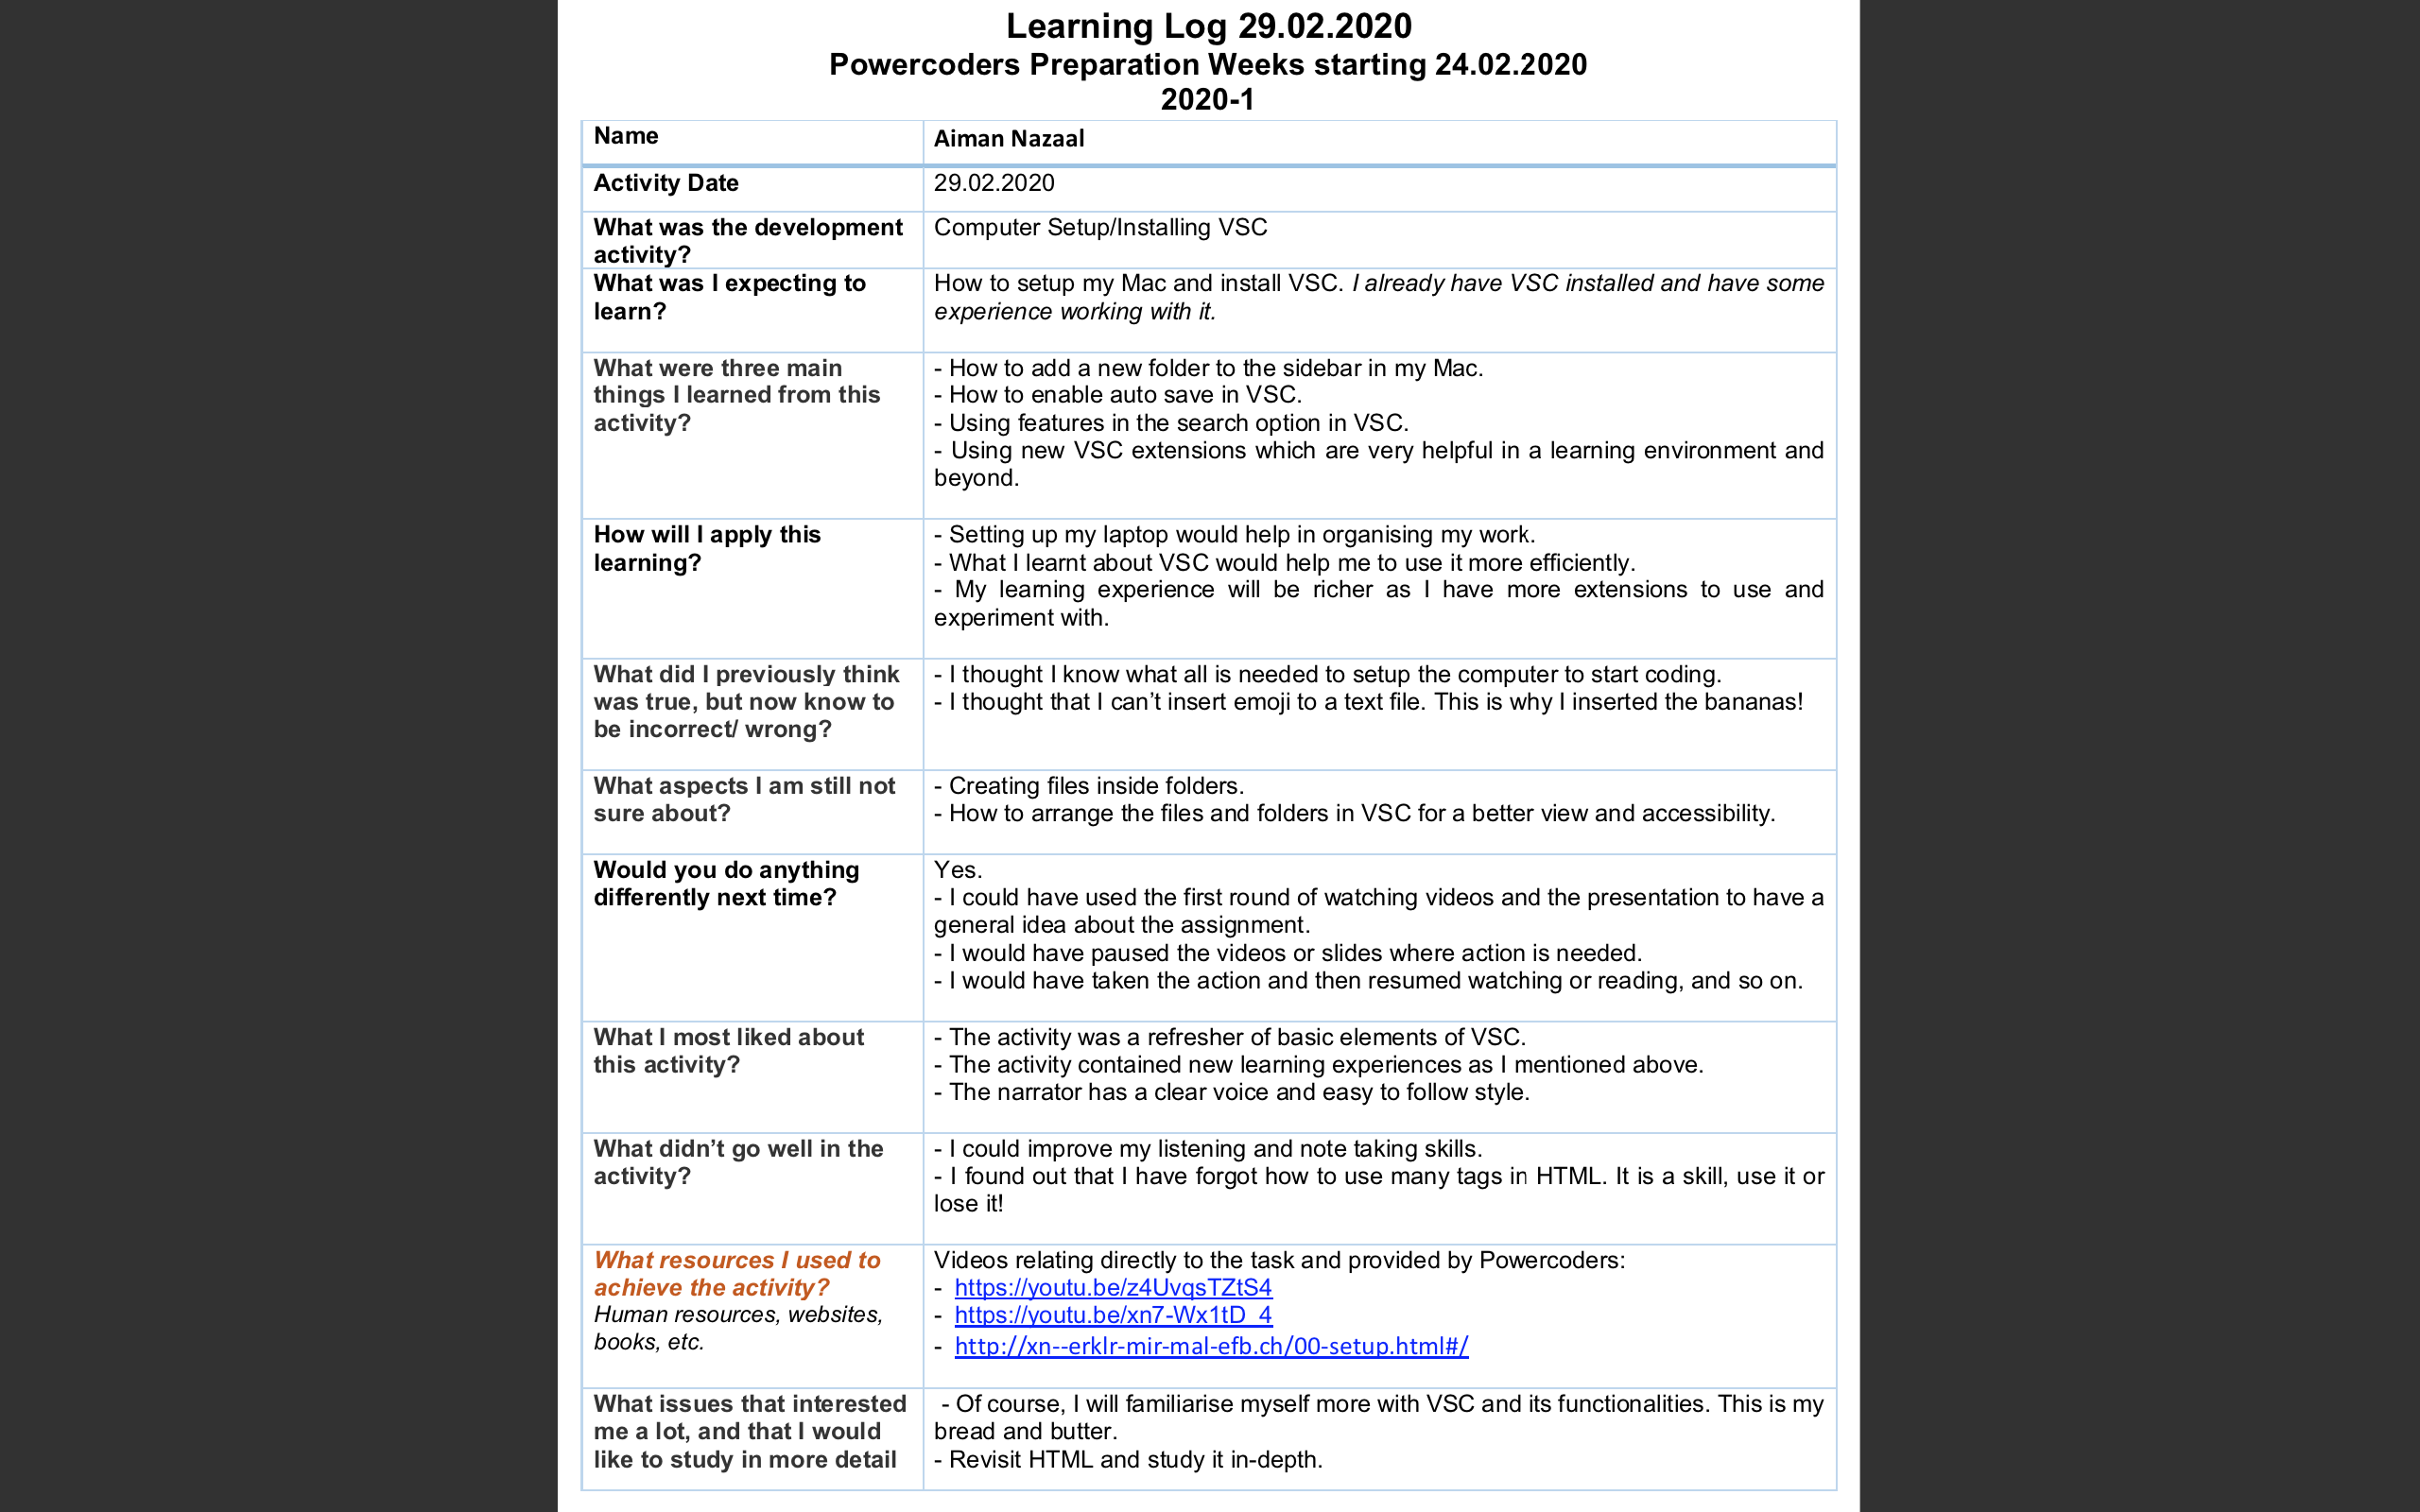 Learning Log 29.02.2020
Powercoders Preparation Weeks starting 24.02.2020
2020-1
Name
Aiman Nazaal
Activity Date
29.02.2020
What was the development
activity?
Computer Setup/Installing VSC
What was I expecting to
learn?
How to setup my Mac and install VSC. I already have VSC installed and have some
experience working with it.
What were three main
things I learned from this
activity?
- How to add a new folder to the sidebar in my Mac.
- How to enable auto save in VSC.
- Using features in the search option in VSC.
- Using new VSC extensions which are very helpful in a learning environment and
beyond.
How will I apply this
learning?
- Setting up my laptop would help in organising my work.
- What I learnt about VSC would help me to use it more efficiently.
- My learning experience will be richer as I have more extensions to use and
experiment with.
What did I previously think
was true, but now know to
be incorrect/ wrong?
- I thought I know what all is needed to setup the computer to start coding.
- I thought that I can’t insert emoji to a text file. This is why I inserted the bananas!
What aspects I am still not
sure about?
- Creating files inside folders.
- How to arrange the files and folders in VSC for a better view and accessibility.
Would you do anything
differently next time?
Yes.
- I could have used the first round of watching videos and the presentation to have a
general idea about the assignment.
- I would have paused the videos or slides where action is needed.
- I would have taken the action and then resumed watching or reading, and so on.
What I most liked about
this activity?
- The activity was a refresher of basic elements of VSC.
- The activity contained new learning experiences as I mentioned above.
- The narrator has a clear voice and easy to follow style.
What didn’t go well in the
activity?
- I could improve my listening and note taking skills.
- I found out that I have forgot how to use many tags in HTML. It is a skill, use it or
lose it!
What resources I used to
achieve the activity?
Human resources, websites,
books, etc.
Videos relating directly to the task and provided by Powercoders:
- https://youtu.be/z4UvqsTZtS4
- https://youtu.be/xn7-Wx1tD_4
- http://xn--erklr-mir-mal-efb.ch/00-setup.html#/
What issues that interested
me a lot, and that I would
like to study in more detail
- Of course, I will familiarise myself more with VSC and its functionalities. This is my
bread and butter.
- Revisit HTML and study it in-depth.